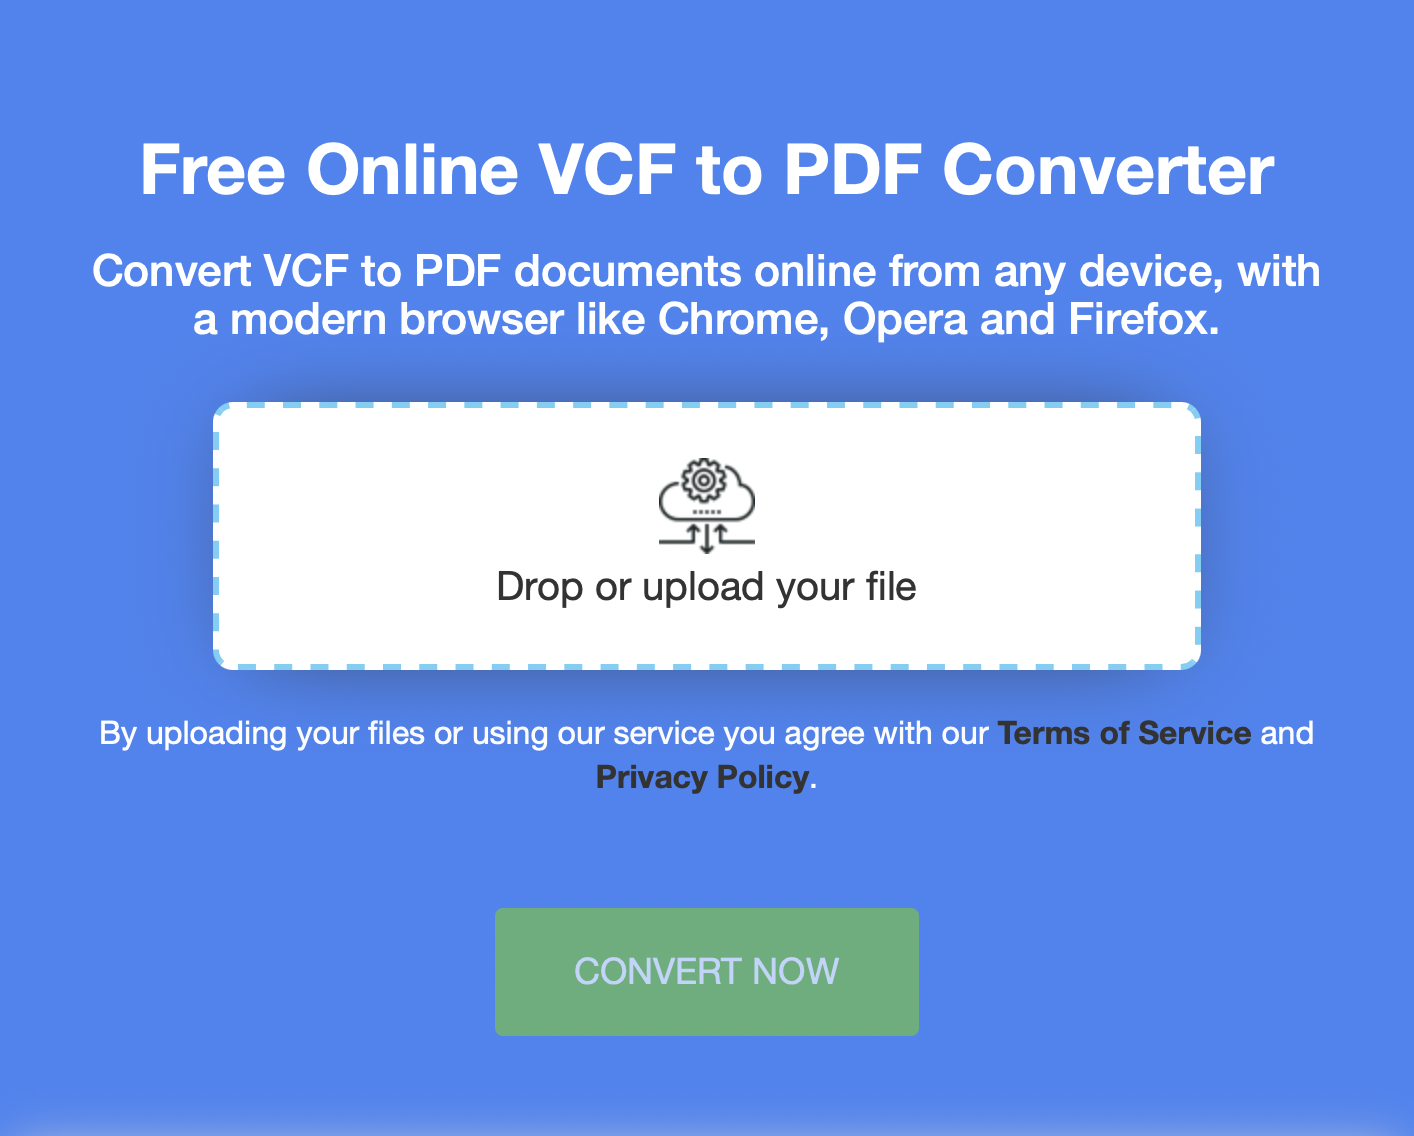 Free Online VCF to PDF Converter
Convert VCF to PDF documents online from any device, with
a modern browser like Chrome, Opera and Firefox.
Drop or upload your file
By uploading your files or using our service you agree with our Terms of Service and
Privacy Policy.
CONVERT NOW